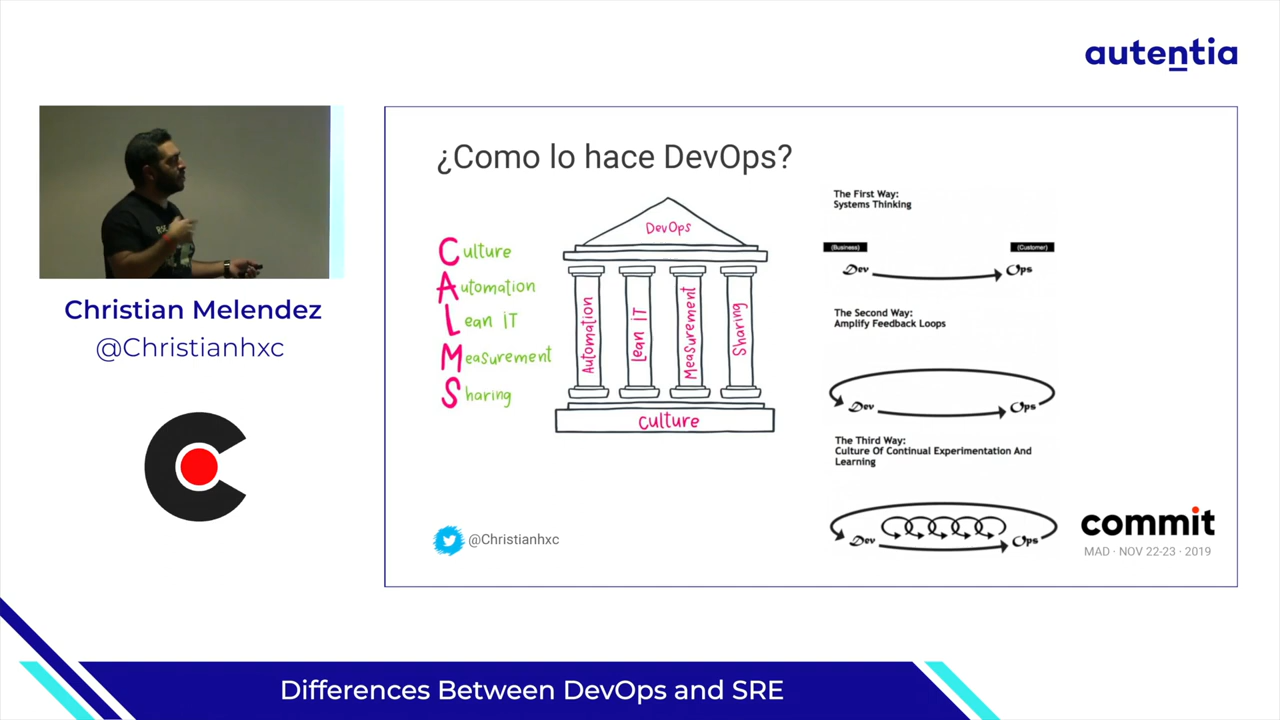 autentia
Christian Melendez
@Christianhxc
¿Como lo hace DevOps?
Culture
Automation
Lean IT
Measurement
Sharing
DevOps
Automation
Lean IT
Measurement
Sharing
Culture
The First Way:
Systems Thinking
(Business)
(Customer)
Dev
Ops
The Second Way:
Amplify Feedback Loops
Dev
Ops
The Third Way:
Culture Of Continual Experimentation And
Learning
Dev
Ops
@Christianhxc
commit
MAD · NOV 22-23 · 2019
Differences Between DevOps and SRE